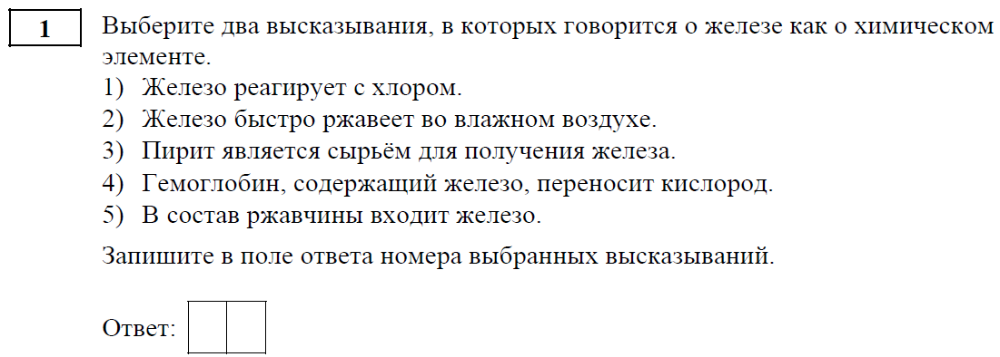 1 Выберите два высказывания, в которых говорится о железе как о химическом
элементе.
1) Железо реагирует с хлором.
2) Железо быстро ржавеет во влажном воздухе.
3) Пирит является сырьём для получения железа.
4) Гемоглобин, содержащий железо, переносит кислород.
5) В состав ржавчины входит железо.
Запишите в поле ответа номера выбранных высказываний.
Ответ: